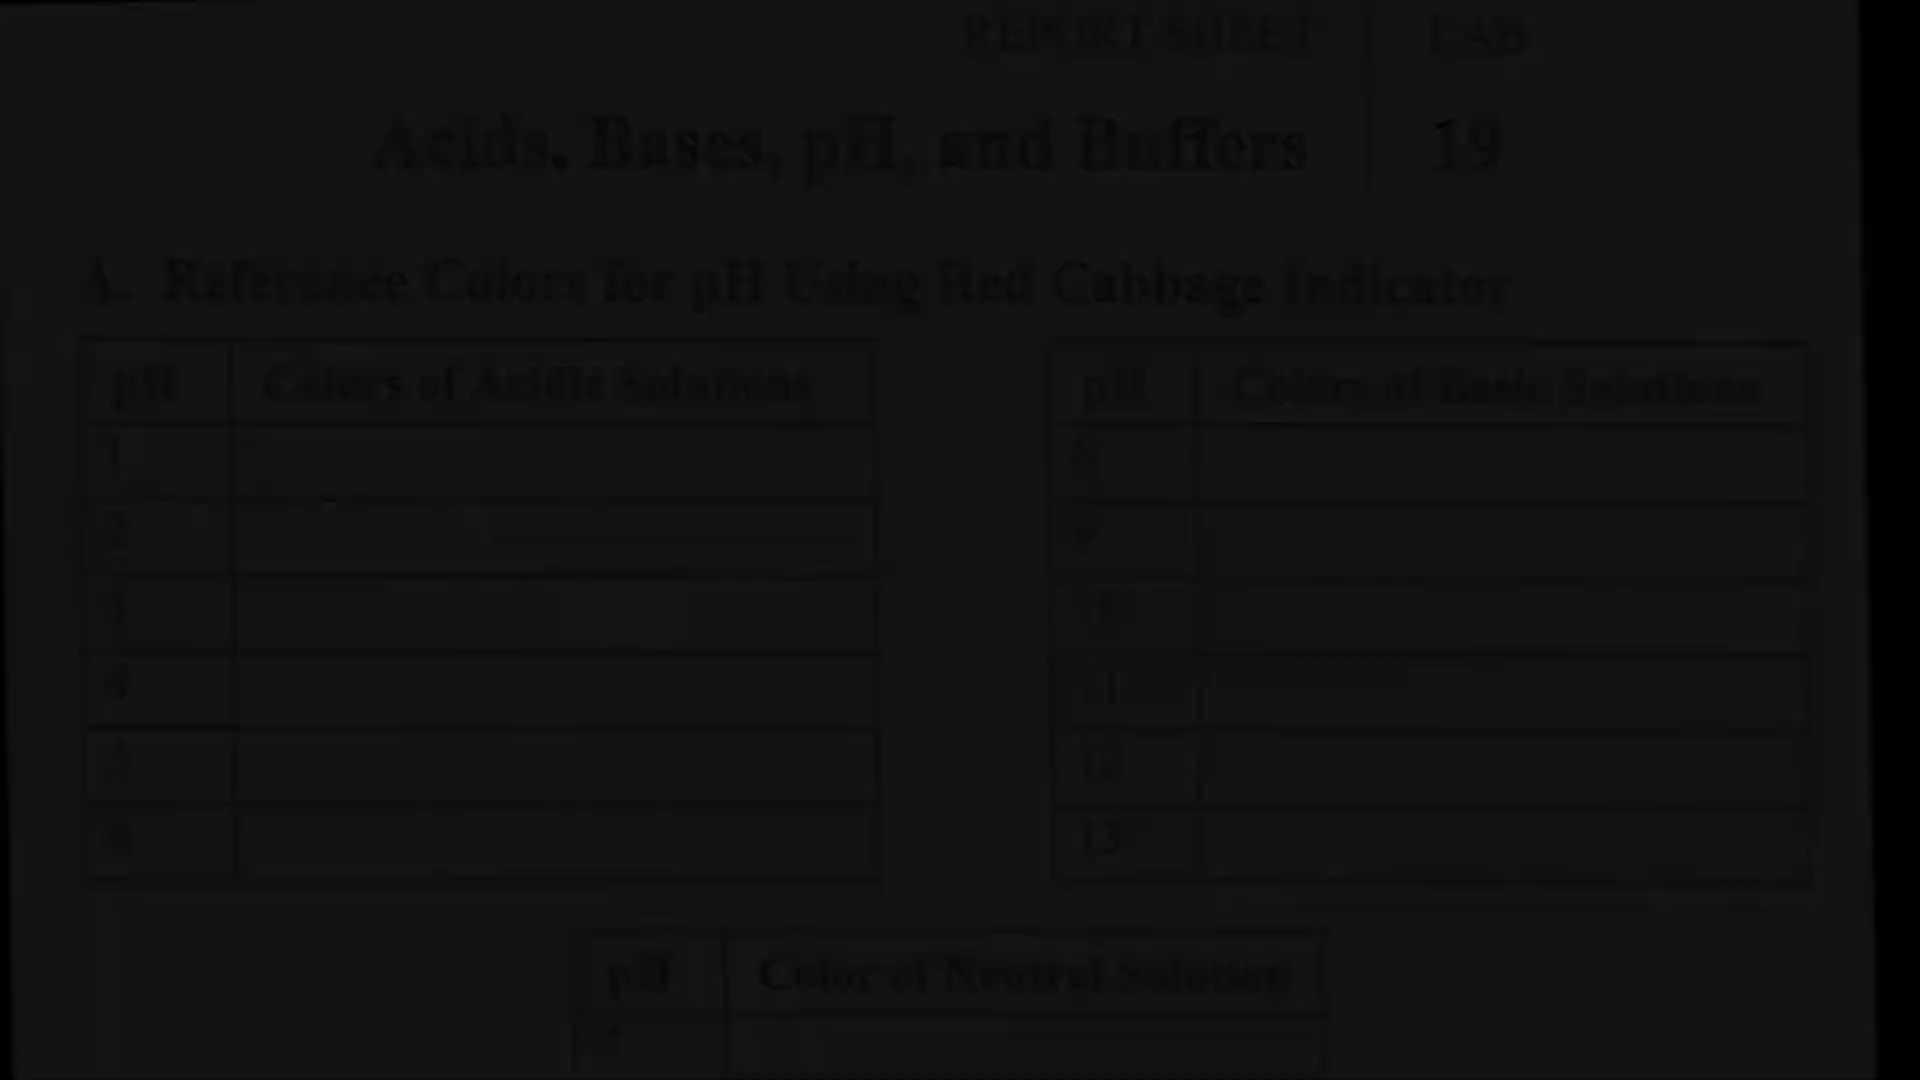 REPORT SHEET LAB
Acids, Bases, pH, and Buffers 19
A. Reference Colors for pH Using Red Cabbage Indicator
pH Colors of Acidic Solutions
1
2
3
4
5
6
pH Colors of Basic Solutions
8
9
10
11
12
13
pH Color of Neutral Solution
7